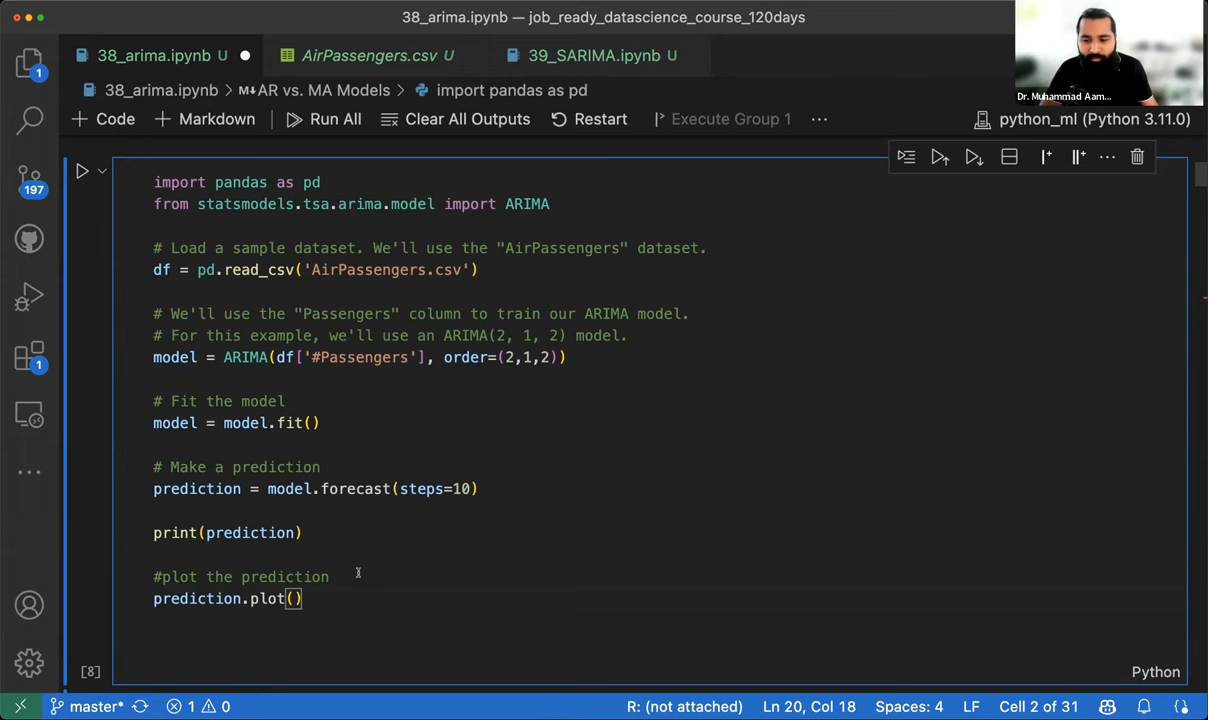 38_arima.ipynb — job_ready_datascience_course_120days
38_arima.ipynb U
AirPassengers.csv U
39_SARIMA.ipynb U
Dr. Muhammad Aam...
38_arima.ipynb > M↓AR vs. MA Models > import pandas as pd
+ Code + Markdown Run All Clear All Outputs Restart Execute Group 1 ... python_ml (Python 3.11.0)
1
197
1
import pandas as pd
from statsmodels.tsa.arima.model import ARIMA
# Load a sample dataset. We'll use the "AirPassengers" dataset.
df = pd.read_csv('AirPassengers.csv')
# We'll use the "Passengers" column to train our ARIMA model.
# For this example, we'll use an ARIMA(2, 1, 2) model.
model = ARIMA(df['#Passengers'], order=(2,1,2))
# Fit the model
model = model.fit()
# Make a prediction
prediction = model.forecast(steps=10)
print(prediction)
#plot the prediction
prediction.plot()
[8]
Python
master* 1 0 R: (not attached) Ln 20, Col 18 Spaces: 4 LF Cell 2 of 31